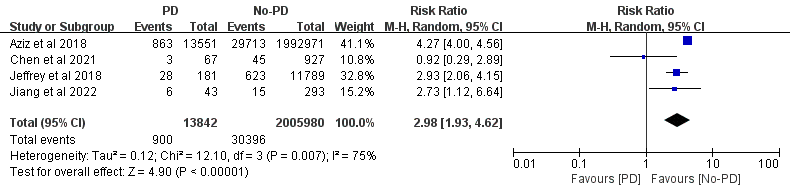 PD No-PD Risk Ratio Risk Ratio
Study or Subgroup Events Total Events Total Weight M-H, Random, 95% CI M-H, Random, 95% CI
Aziz et al 2018 863 13551 29713 1992971 41.1% 4.27 [4.00, 4.56]
Chen et al 2021 3 67 45 927 10.8% 0.92 [0.29, 2.89]
Jeffrey et al 2018 28 181 623 11789 32.8% 2.93 [2.06, 4.15]
Jiang et al 2022 6 43 15 293 15.2% 2.73 [1.12, 6.64]
Total (95% CI) 13842 2005980 100.0% 2.98 [1.93, 4.62]
Total events 900 30396
Heterogeneity: Tau² = 0.12; Chi² = 12.10, df = 3 (P = 0.007); I² = 75%
Test for overall effect: Z = 4.90 (P < 0.00001)
0.01 0.1 1 10 100
Favours [PD] Favours [No-PD]